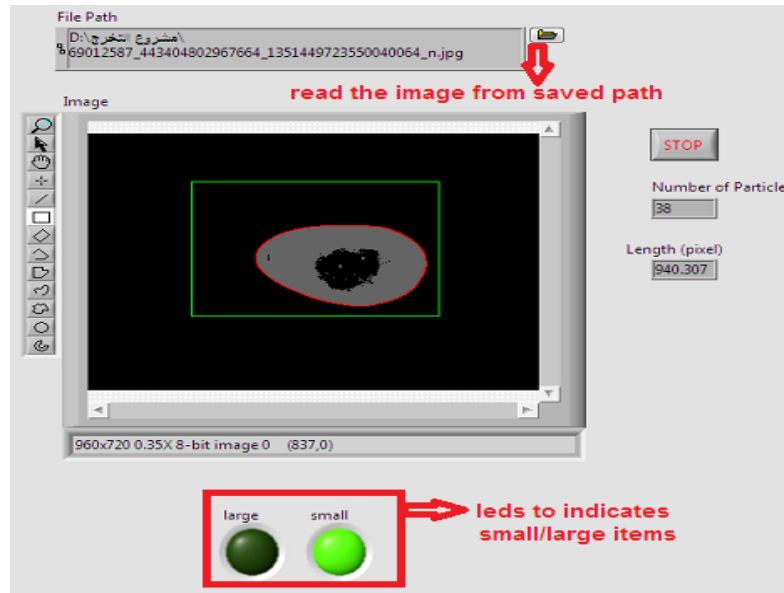 File Path
D:\مشروع التخرج\
69012587_443404802967664_1351449723550040064_n.jpg
read the image from saved path
Image
STOP
Number of Particle
38
Length (pixel)
940.307
960x720 0.35X 8-bit image 0 (837,0)
large small
leds to indicates
small/large items